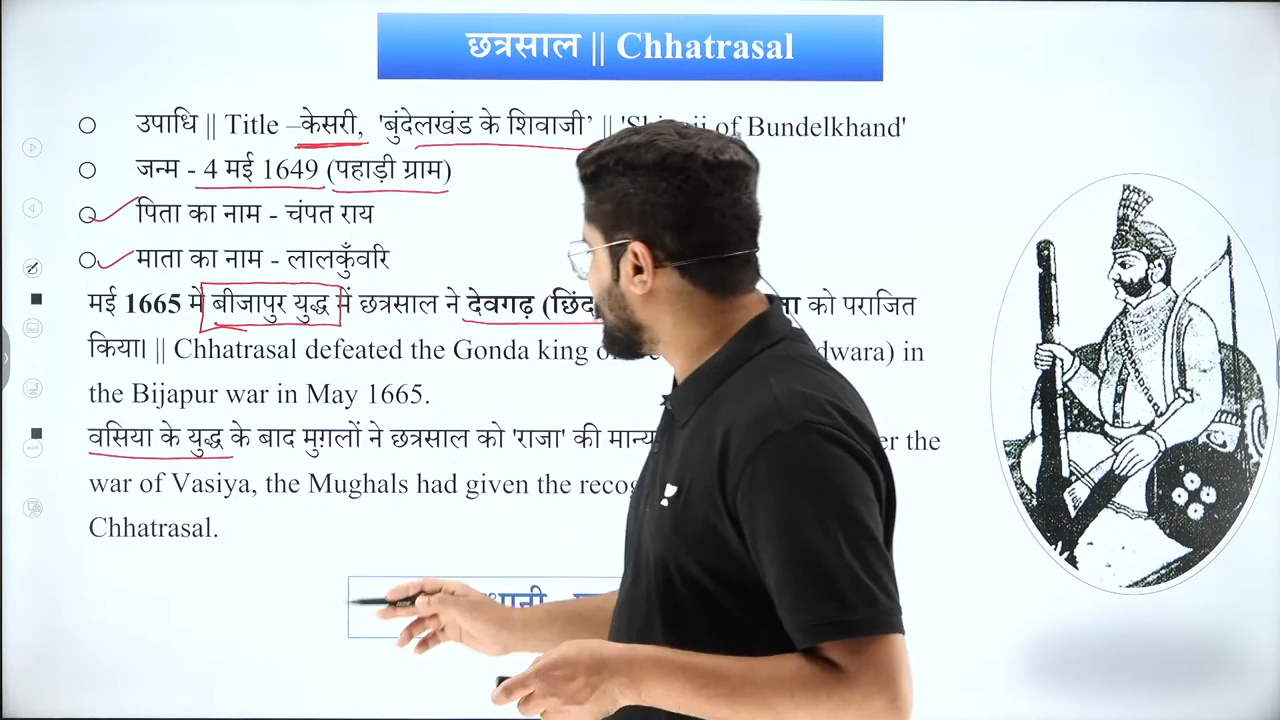 छत्रसाल || Chhatrasal
उपाधि || Title –केसरी, 'बुंदेलखंड के शिवाजी' || of Bundelkhand'
जन्म - 4 मई 1649 (पहाड़ी ग्राम)
पिता का नाम - चंपत राय
माता का नाम - लालकुँवरि
मई 1665 में बीजापुर युद्ध में छत्रसाल ने देवगढ़ को पराजित
किया। || Chhatrasal defeated the Gonda king in
the Bijapur war in May 1665.
वसिया के युद्ध के बाद मुग़लों ने छत्रसाल को 'राजा' की the
war of Vasiya, the Mughals had given the
Chhatrasal.